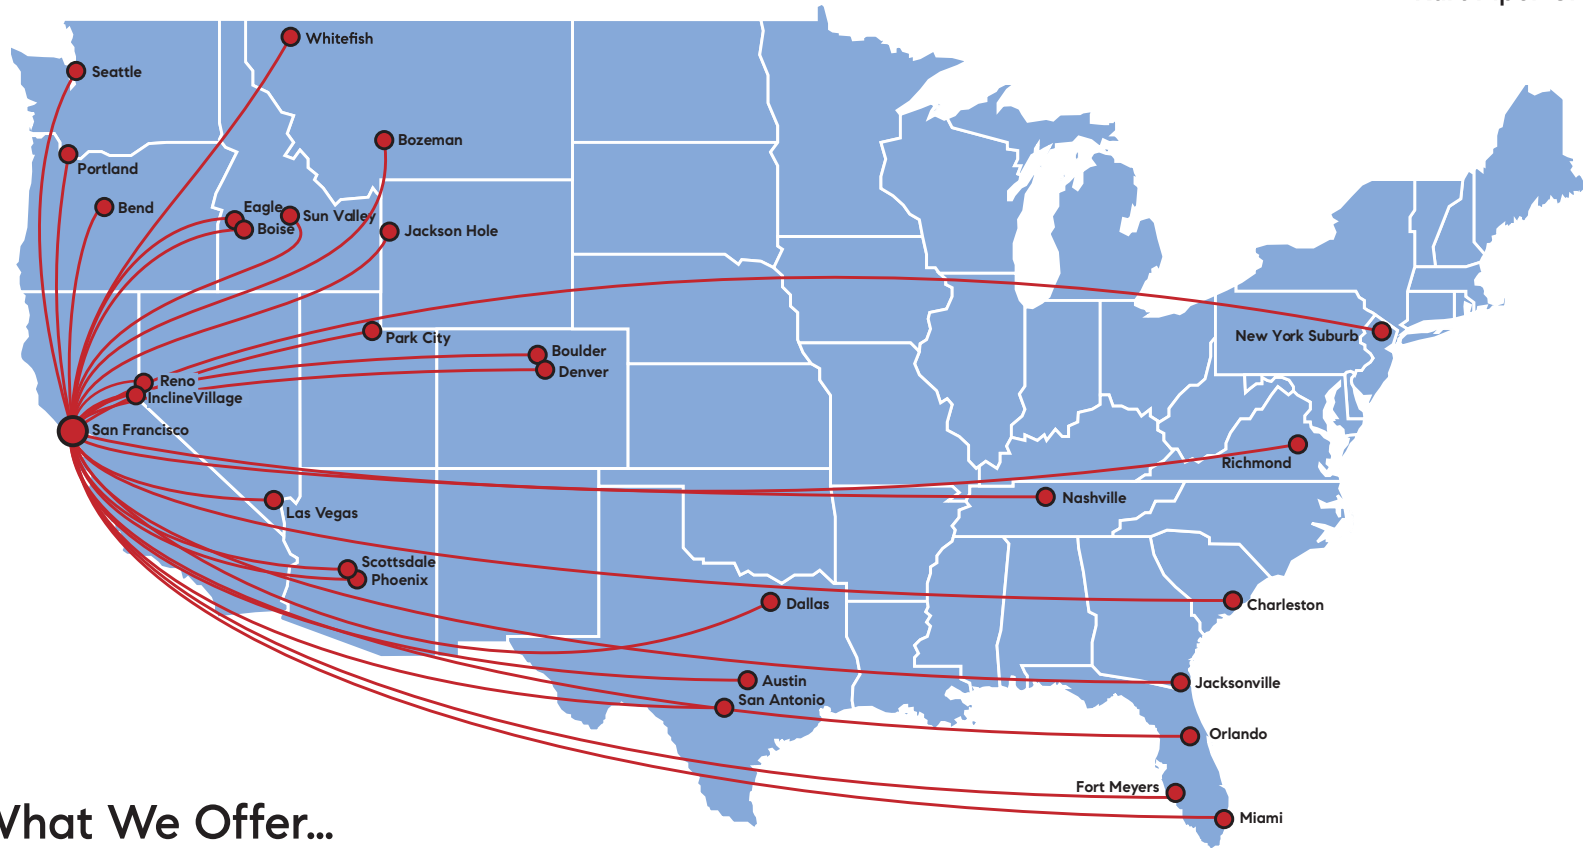 Whitefish
Seattle
Bozeman
Portland
Bend
Eagle
Sun Valley
Boise
Jackson Hole
Park City
New York Suburb
Boulder
Denver
Reno
InclineVillage
San Francisco
Richmond
Nashville
Las Vegas
Scottsdale
Phoenix
Dallas
Charleston
Austin
Jacksonville
San Antonio
Orlando
Fort Meyers
Miami
What We Offer...